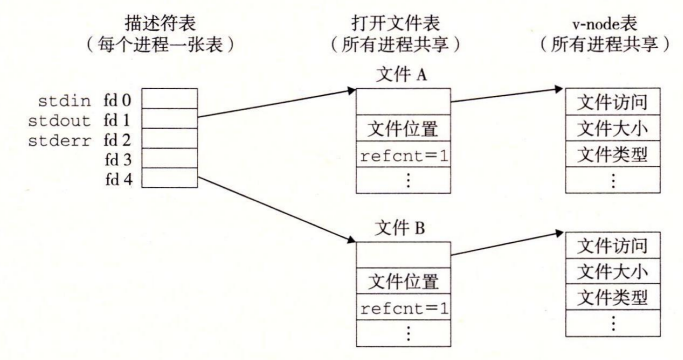 描述符表
（每个进程一张表）
打开文件表
（所有进程共享）
v-node表
（所有进程共享）
stdin fd 0
stdout fd 1
stderr fd 2
fd 3
fd 4
文件 A
文件位置
refcnt=1
⋮
文件访问
文件大小
文件类型
⋮
文件 B
文件位置
refcnt=1
⋮
文件访问
文件大小
文件类型
⋮